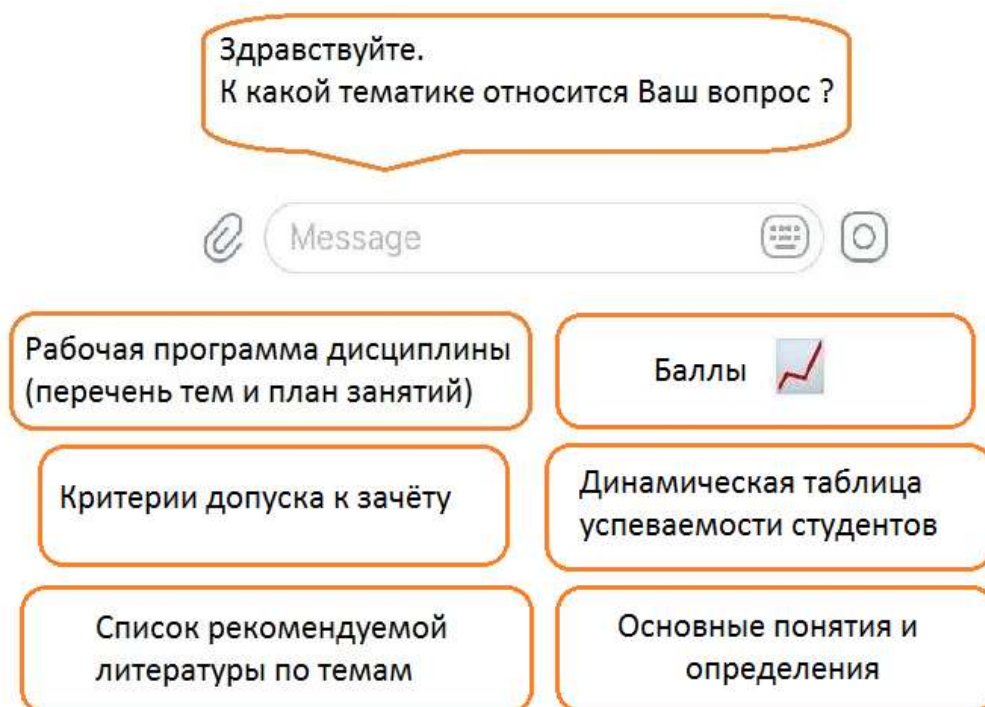 Здравствуйте.
К какой тематике относится Ваш вопрос ?
Message
Рабочая программа дисциплины
(перечень тем и план занятий)
Баллы
Критерии допуска к зачёту
Динамическая таблица
успеваемости студентов
Список рекомендуемой
литературы по темам
Основные понятия и
определения